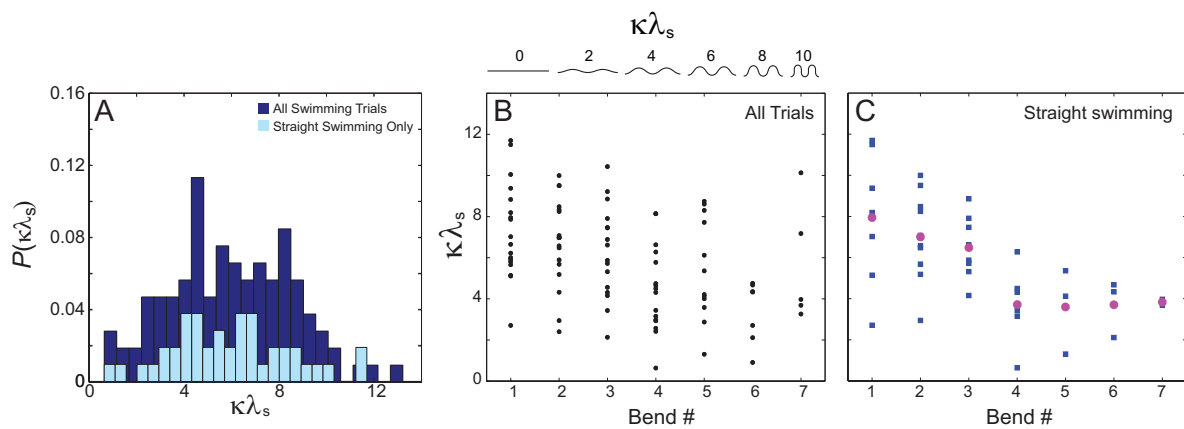 κλs
0 2 4 6 8 10
A
All Swimming Trials
Straight Swimming Only
0.16
0.12
0.08
0.04
0
P(κλs)
0 4 8 12
κλs
B
All Trials
12
8
4
0
κλs
1 2 3 4 5 6 7
Bend #
C
Straight swimming
1 2 3 4 5 6 7
Bend #